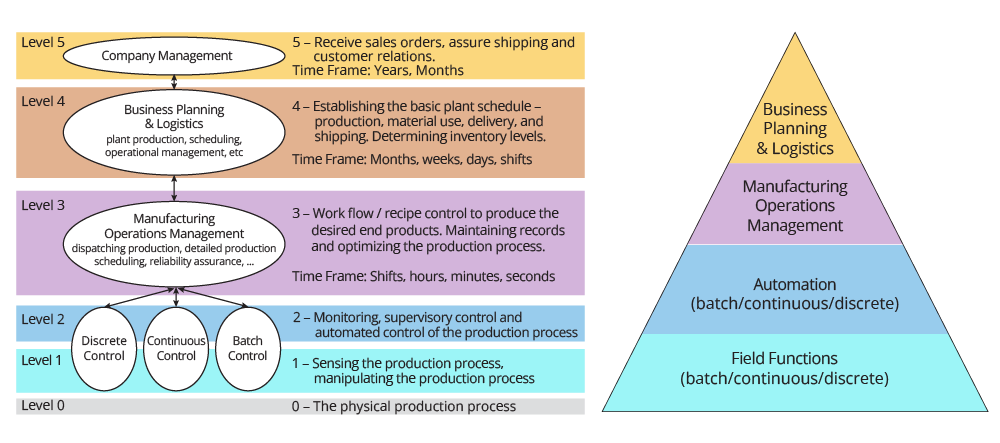 Level 5
Company Management
5 – Receive sales orders, assure shipping and
customer relations.
Time Frame: Years, Months
Level 4
Business Planning
& Logistics
plant production, scheduling,
operational management, etc
4 – Establishing the basic plant schedule –
production, material use, delivery, and
shipping. Determining inventory levels.
Time Frame: Months, weeks, days, shifts
Level 3
Manufacturing
Operations Management
dispatching production, detailed production
scheduling, reliability assurance, ...
3 – Work flow / recipe control to produce the
desired end products. Maintaining records
and optimizing the production process.
Time Frame: Shifts, hours, minutes, seconds
Level 2
2 – Monitoring, supervisory control and
automated control of the production process
Discrete
Control
Continuous
Control
Batch
Control
Level 1
1 – Sensing the production process,
manipulating the production process
Level 0
0 – The physical production process
Business
Planning
& Logistics
Manufacturing
Operations
Management
Automation
(batch/continuous/discrete)
Field Functions
(batch/continuous/discrete)